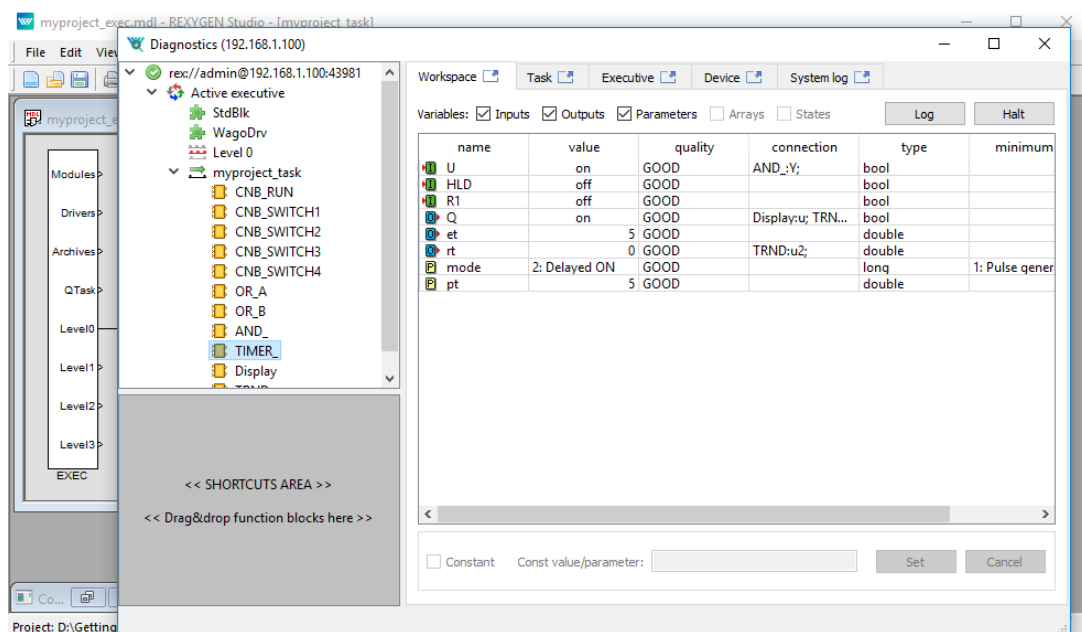 myproject_exec.mdl - REXYGEN Studio - [myproject_task]
File Edit
Diagnostics (192.168.1.100)
rex://admin@192.168.1.100:43981
Active executive
StdBlk
WagoDrv
Level 0
myproject_task
CNB_RUN
CNB_SWITCH1
CNB_SWITCH2
CNB_SWITCH3
CNB_SWITCH4
OR_A
OR_B
AND_
TIMER_
Display
<< SHORTCUTS AREA >>
<< Drag&drop function blocks here >>
Workspace Task Executive Device System log
Variables: Inputs Outputs Parameters Arrays States Log Halt
name value quality connection type minimum
U on GOOD AND_:Y; bool
HLD off GOOD bool
R1 off GOOD bool
Q on GOOD Display:u; TRN... bool
et 5 GOOD double
rt 0 GOOD TRND:u2; double
mode 2: Delayed ON GOOD long 1: Pulse gener
pt 5 GOOD double
Constant Const value/parameter: Set Cancel
myproject_e
Modules
Drivers
Archives
QTask
Level0
Level1
Level2
Level3
EXEC
Co...
Project: D:\Getting